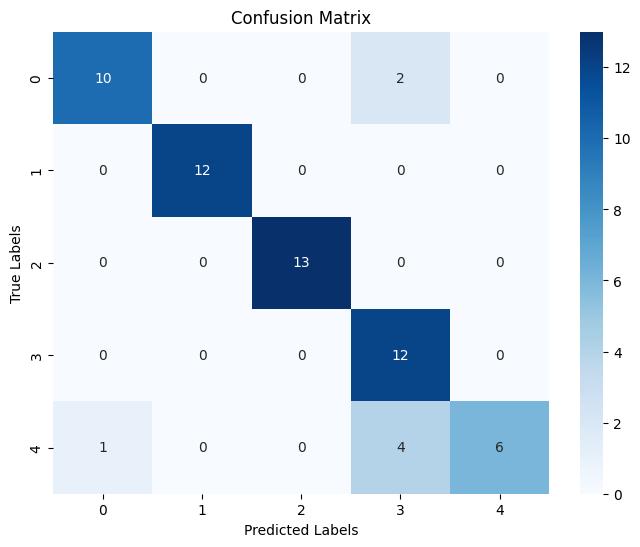 Confusion Matrix
0 10 0 0 2 0
1 0 12 0 0 0
2 0 0 13 0 0
3 0 0 0 12 0
4 1 0 0 4 6
0 1 2 3 4
Predicted Labels
True Labels
12
10
8
6
4
2
0